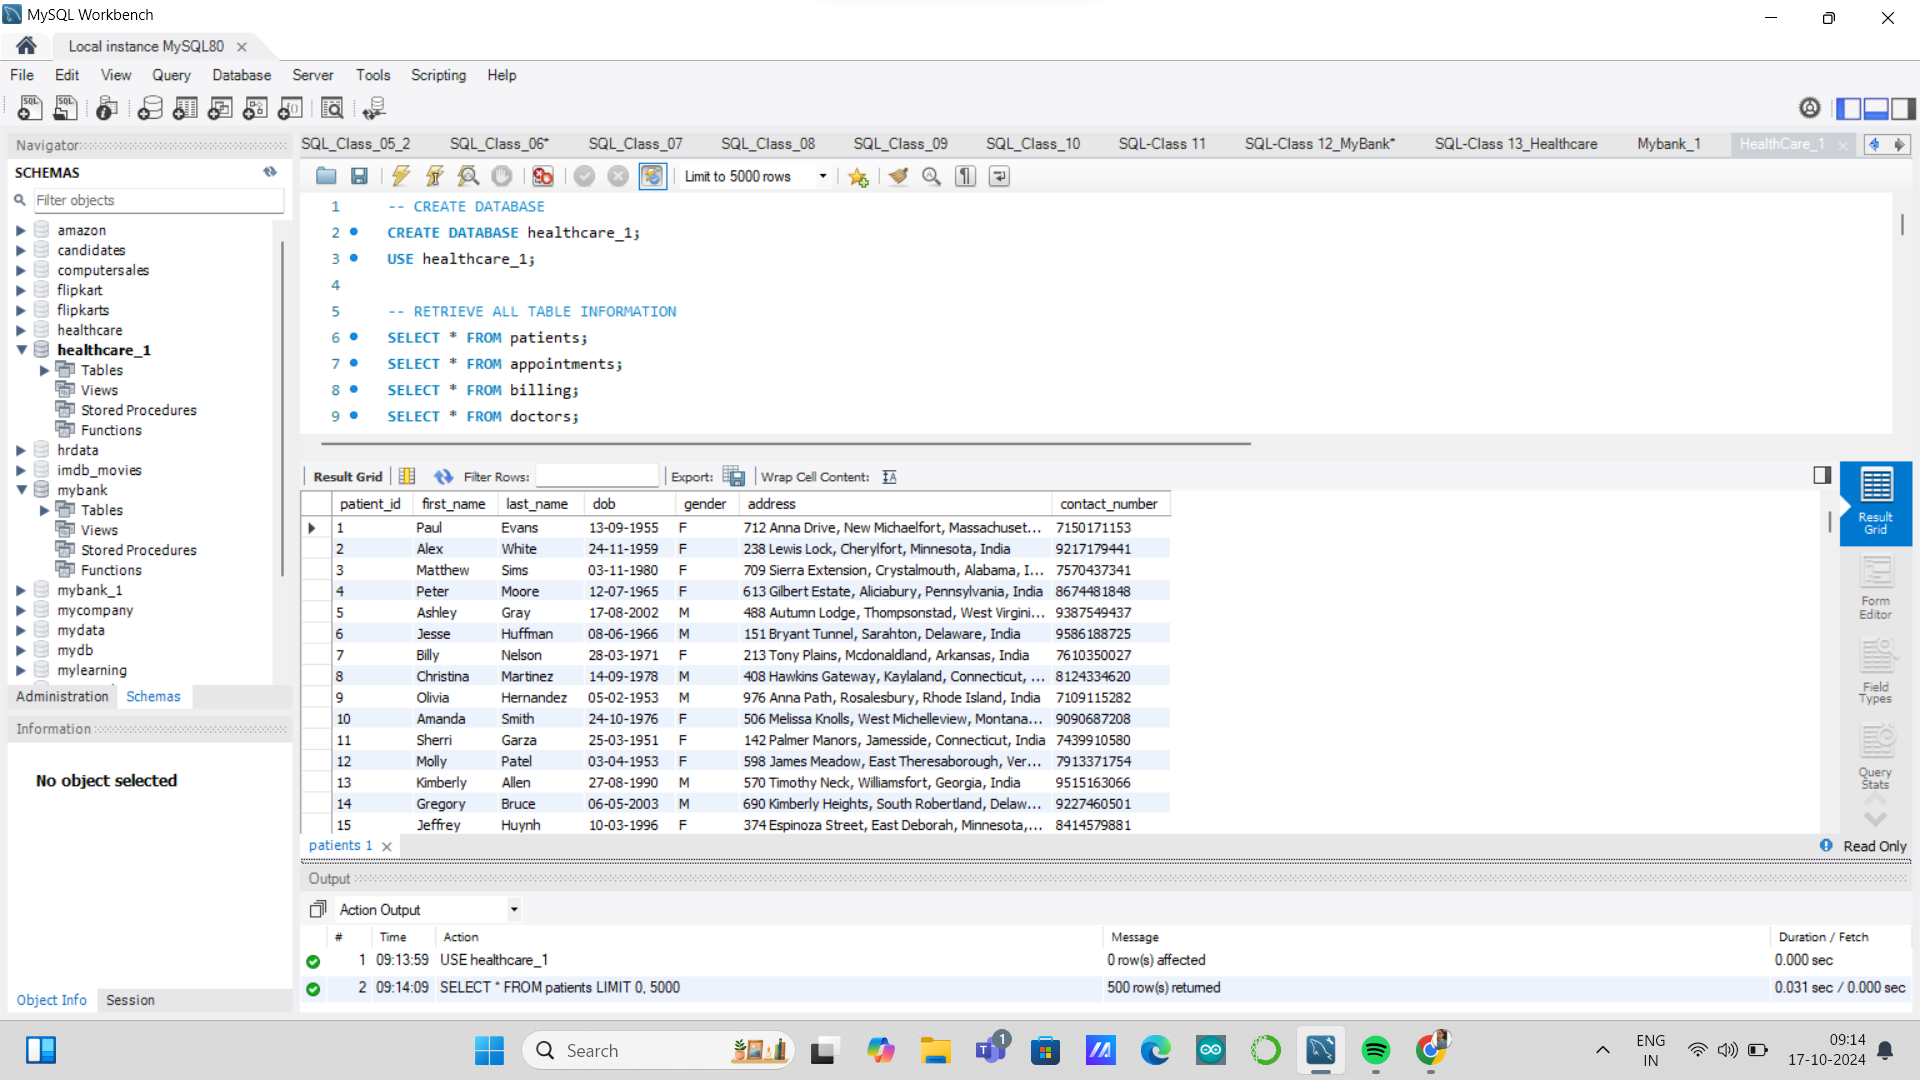 MySQL Workbench
Local instance MySQL80
File Edit View Query Database Server Tools Scripting Help
Navigator
SCHEMAS
Filter objects
amazon
candidates
computersales
flipkart
flipkarts
healthcare
healthcare_1
Tables
Views
Stored Procedures
Functions
hrdata
imdb_movies
mybank
Tables
Views
Stored Procedures
Functions
mybank_1
mycompany
mydata
mydb
mylearning
Administration Schemas
Information
No object selected
Object Info Session
SQL_Class_05_2 SQL_Class_06* SQL_Class_07 SQL_Class_08 SQL_Class_09 SQL_Class_10 SQL-Class 11 SQL-Class 12_MyBank* SQL-Class 13_Healthcare Mybank_1 HealthCare_1
Limit to 5000 rows
1 -- CREATE DATABASE
2 CREATE DATABASE healthcare_1;
3 USE healthcare_1;
4
5 -- RETRIEVE ALL TABLE INFORMATION
6 SELECT * FROM patients;
7 SELECT * FROM appointments;
8 SELECT * FROM billing;
9 SELECT * FROM doctors;
Result Grid Filter Rows: Export: Wrap Cell Content:
patient_id first_name last_name dob gender address contact_number
1 Paul Evans 13-09-1955 F 712 Anna Drive, New Michaelfort, Massachuset... 7150171153
2 Alex White 24-11-1959 F 238 Lewis Lock, Cherylfort, Minnesota, India 9217179441
3 Matthew Sims 03-11-1980 F 709 Sierra Extension, Crystalmouth, Alabama, I... 7570437341
4 Peter Moore 12-07-1965 F 613 Gilbert Estate, Aliciabury, Pennsylvania, India 8674481848
5 Ashley Gray 17-08-2002 M 488 Autumn Lodge, Thompsonstad, West Virgini... 9387549437
6 Jesse Huffman 08-06-1966 M 151 Bryant Tunnel, Sarahton, Delaware, India 9586188725
7 Billy Nelson 28-03-1971 F 213 Tony Plains, Mcdonaldland, Arkansas, India 7610350027
8 Christina Martinez 14-09-1978 M 408 Hawkins Gateway, Kaylaland, Connecticut, ... 8124334620
9 Olivia Hernandez 05-02-1953 M 976 Anna Path, Rosalesbury, Rhode Island, India 7109115282
10 Amanda Smith 24-10-1976 F 506 Melissa Knolls, West Michelleview, Montana... 9090687208
11 Sherri Garza 25-03-1951 F 142 Palmer Manors, Jamesside, Connecticut, India 7439910580
12 Molly Patel 03-04-1953 F 598 James Meadow, East Theresaborough, Ver... 7913371754
13 Kimberly Allen 27-08-1990 M 570 Timothy Neck, Williamsfort, Georgia, India 9515163066
14 Gregory Bruce 06-05-2003 M 690 Kimberly Heights, South Robertland, Delaw... 9227460501
15 Jeffrey Huynh 10-03-1996 F 374 Espinoza Street, East Deborah, Minnesota,... 8414579881
Result
Grid
Form
Editor
Field
Types
Query
Stats
patients 1
Read Only
Output
Action Output
# Time Action Message Duration / Fetch
1 09:13:59 USE healthcare_1 0 row(s) affected 0.000 sec
2 09:14:09 SELECT * FROM patients LIMIT 0, 5000 500 row(s) returned 0.031 sec / 0.000 sec
Search
1
ENG
IN
09:14
17-10-2024